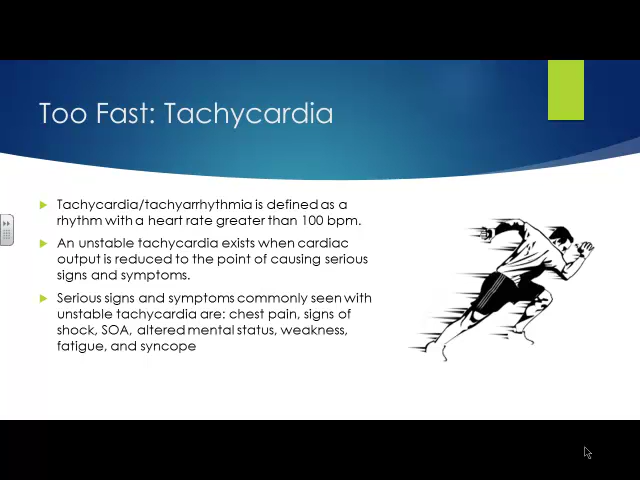 Too Fast: Tachycardia
Tachycardia/tachyarrhythmia is defined as a
rhythm with a heart rate greater than 100 bpm.
An unstable tachycardia exists when cardiac
output is reduced to the point of causing serious
signs and symptoms.
Serious signs and symptoms commonly seen with
unstable tachycardia are: chest pain, signs of
shock, SOA, altered mental status, weakness,
fatigue, and syncope